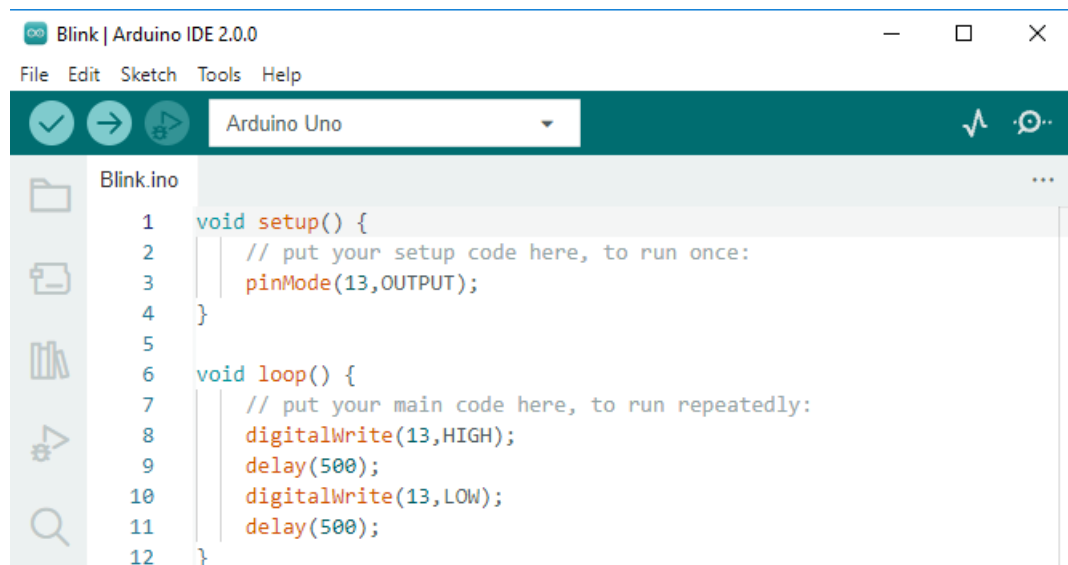 Blink | Arduino IDE 2.0.0
File Edit Sketch Tools Help
Arduino Uno
Blink.ino
1 void setup() {
2 // put your setup code here, to run once:
3 pinMode(13,OUTPUT);
4 }
5
6 void loop() {
7 // put your main code here, to run repeatedly:
8 digitalWrite(13,HIGH);
9 delay(500);
10 digitalWrite(13,LOW);
11 delay(500);
12 }